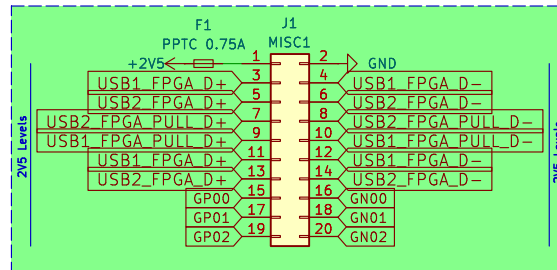 F1 J1
PPTC 0.75A MISC1
+2V5 1 2 GND
USB1_FPGA_D+ 3 4 USB1_FPGA_D-
USB2_FPGA_D+ 5 6 USB2_FPGA_D-
USB2_FPGA_PULL_D+ 7 8 USB2_FPGA_PULL_D-
USB1_FPGA_PULL_D+ 9 10 USB1_FPGA_PULL_D-
USB1_FPGA_D+ 11 12 USB1_FPGA_D-
USB2_FPGA_D+ 13 14 USB2_FPGA_D-
GP00 15 16 GN00
GP01 17 18 GN01
GP02 19 20 GN02
2V5 Levels
2V5 Levels